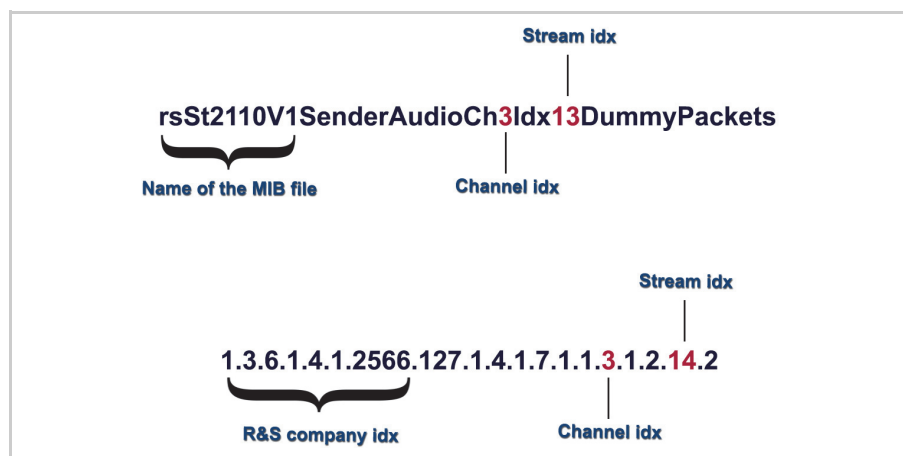 Stream idx
rsSt2110V1SenderAudioCh3Idx13DummyPackets
Name of the MIB file
Channel idx
Stream idx
1.3.6.1.4.1.2566.127.1.4.1.7.1.1.3.1.2.14.2
R&S company idx
Channel idx